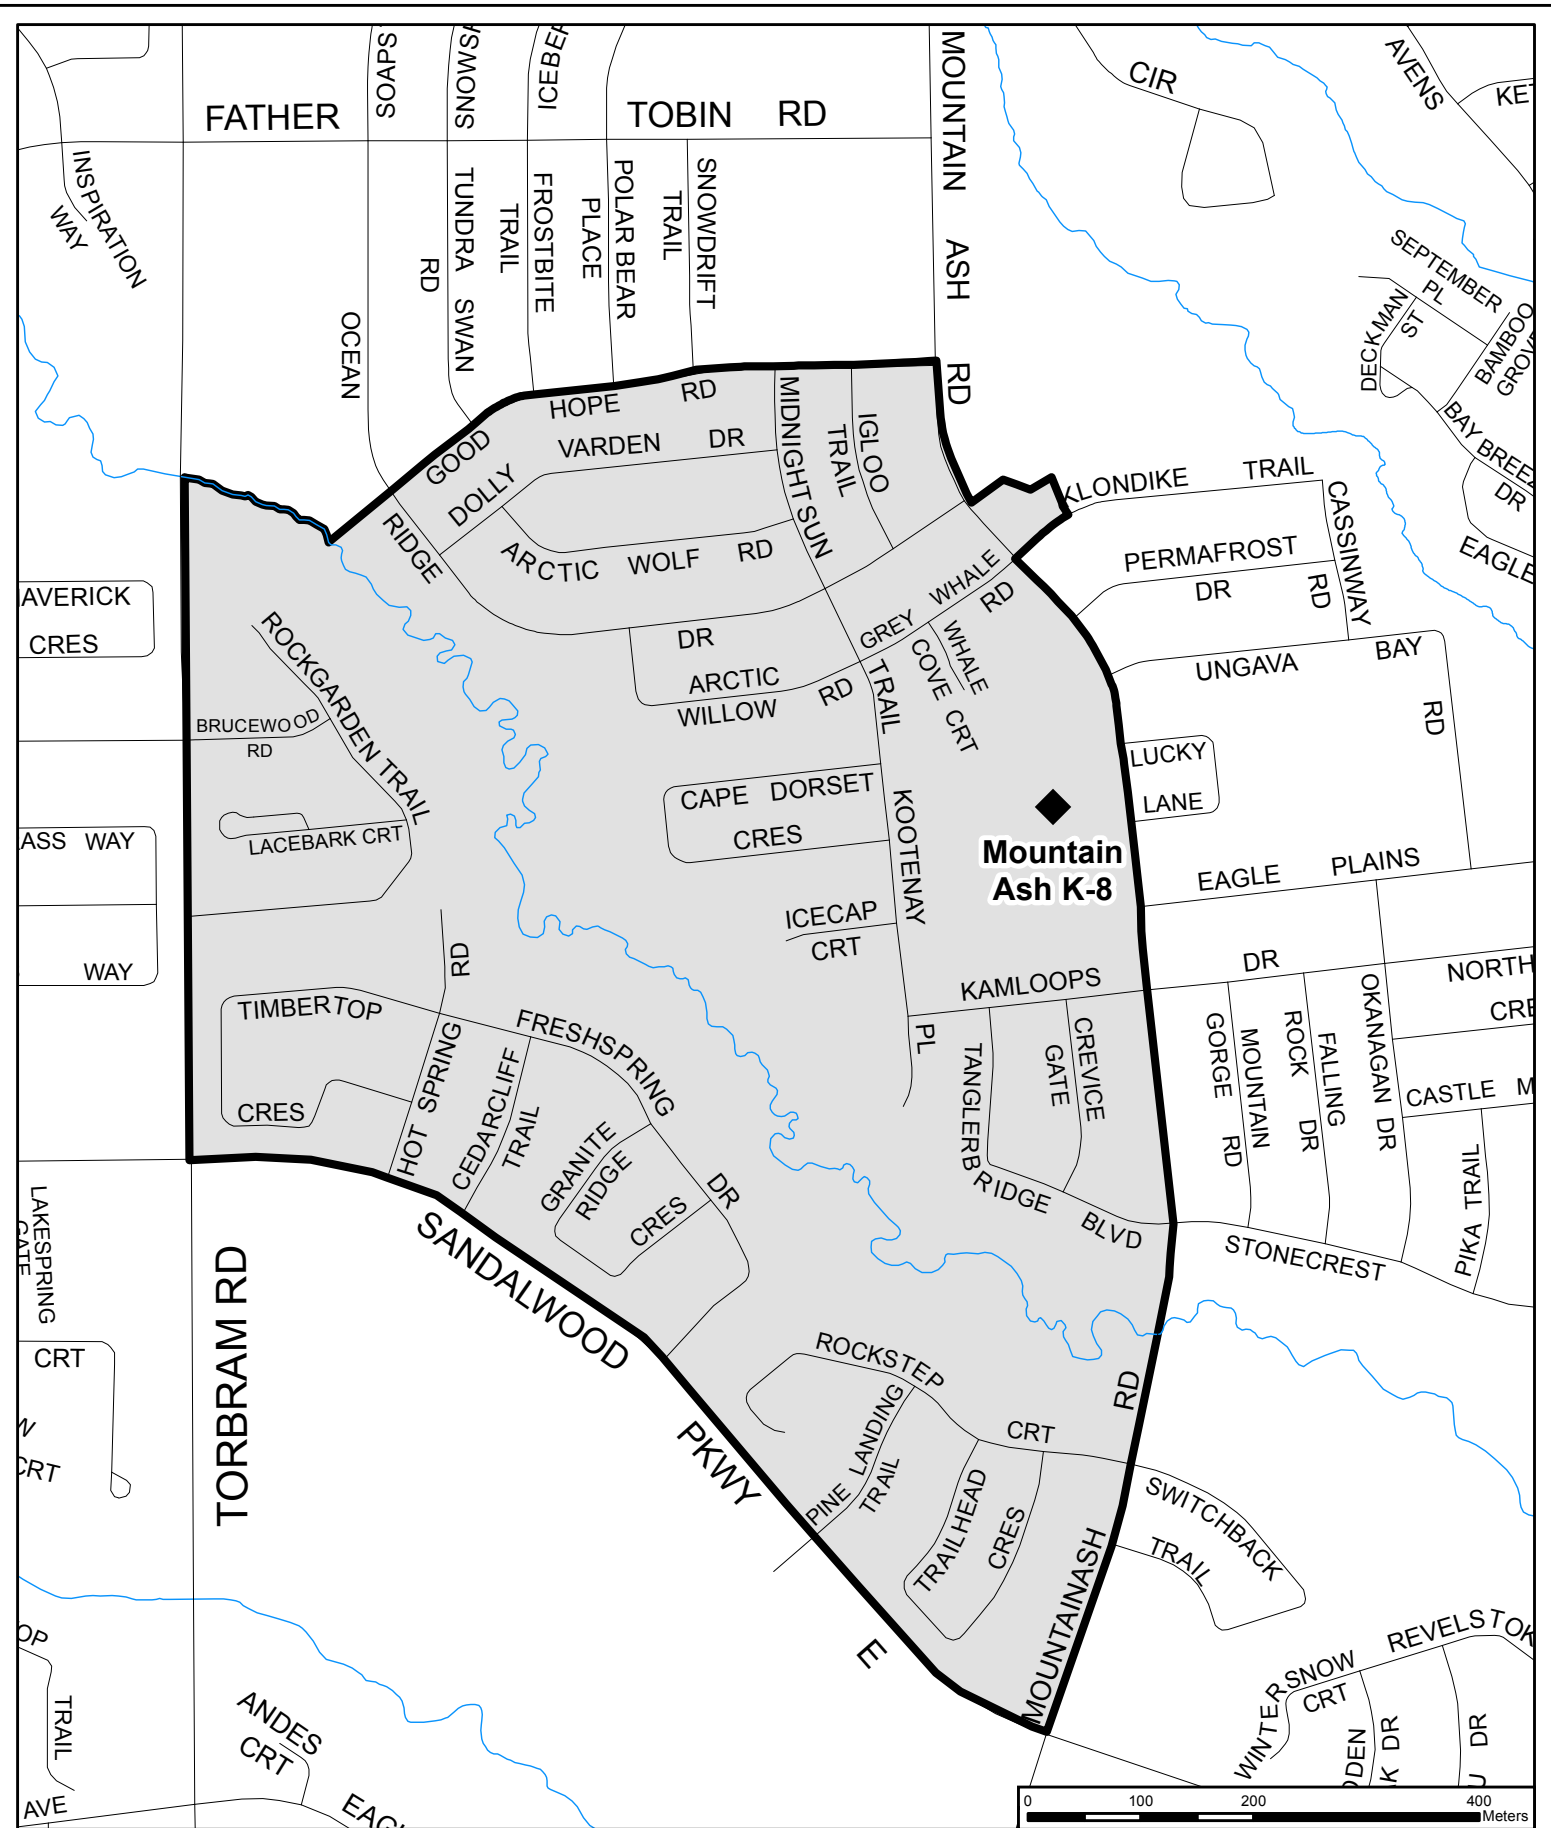 SOAPS
SNOWSH
ICEBER
MOUNTAIN ASH RD
CIR
AVENS
KET
FATHER TOBIN RD
INSPIRATION
WAY
OCEAN
TUNDRA SWAN
RD
FROSTBITE
TRAIL
POLAR BEAR
PLACE
SNOWDRIFT
TRAIL
SEPTEMBER
PL
DECKMAN
ST
BAMBOO
GROVE
BAY BREEZ
DR
EAGLE
GOOD HOPE RD
DOLLY VARDEN DR
MIDNIGHT SUN
IGLOO
TRAIL
RIDGE
ARCTIC WOLF RD
KLONDIKE TRAIL
CASSINWAY
RD
PERMAFROST
DR
AVERICK
CRES
ROCKGARDEN TRAIL
DR
GREY WHALE
RD
WHALE
COVE CRT
ARCTIC
WILLOW RD
TRAIL
UNGAVA BAY
RD
BRUCEWOOD
RD
LUCKY
LANE
CAPE DORSET
CRES
KOOTENAY
LACEBARK CRT
ASS WAY
Mountain
Ash K-8
EAGLE PLAINS
DR
ICECAP
CRT
WAY
RD
TIMBERTOP
CRES
KAMLOOPS
NORTH
CRE
FRESHSPRING
DR
HOT SPRING
CEDARCLIFF
TRAIL
GRANITE
RIDGE
CRES
PL
TANGLERB
RIDGE BLVD
CREVICE
GATE
GORGE
MOUNTAIN
RD
ROCK
FALLING
DR
OKANAGAN DR
CASTLE M
PIKA TRAIL
STONECREST
LAKESPRING
GATE
CRT
CRT
TORBRAM RD
SANDALWOOD
PKWY
E
ROCKSTEP
CRT
PINE LANDING
TRAIL
TRAILHEAD
CRES
RD
MOUNTAINASH
SWITCHBACK
TRAIL
OP
TRAIL
ANDES
CRT
AVE
EAGL
WINTERSNOW
CRT
REVELSTOK
DDEN
K DR
U DR
0 100 200 400
Meters